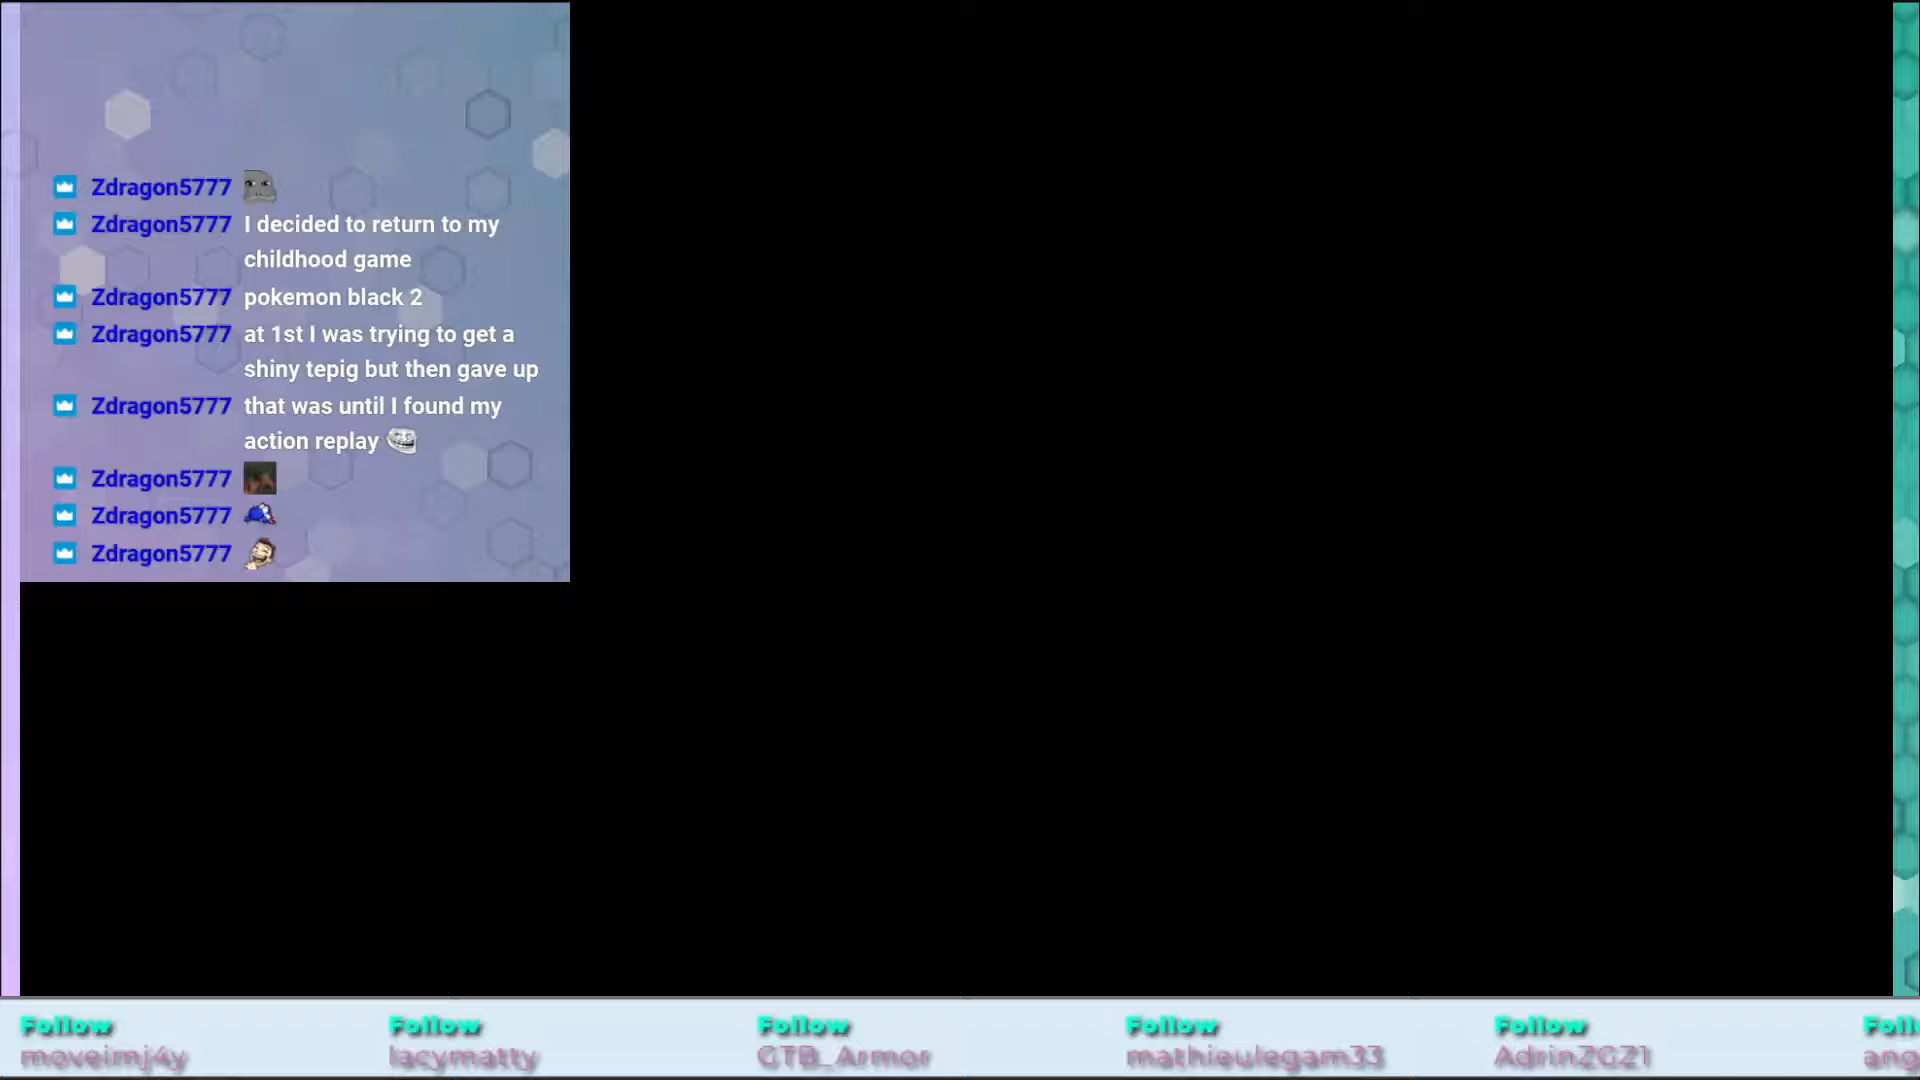 Zdragon5777
Zdragon5777 I decided to return to my
childhood game
Zdragon5777 pokemon black 2
Zdragon5777 at 1st I was trying to get a
shiny tepig but then gave up
Zdragon5777 that was until I found my
action replay
Zdragon5777
Zdragon5777
Zdragon5777
Follow Follow Follow Follow Follow
moveimj4y lacymatty GTB_Armor mathieulegam33